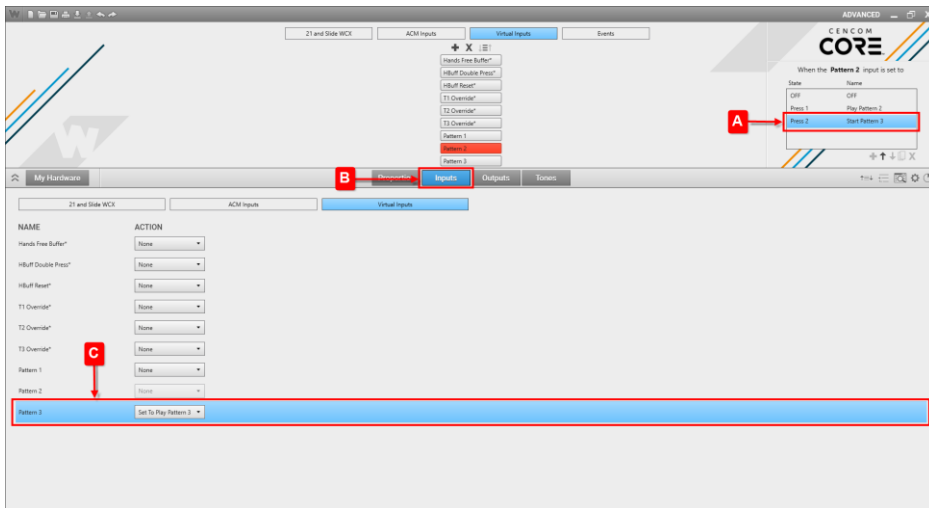 ADVANCED
21 and Slide WCX
ACM Inputs
Virtual Inputs
Events
CENCOM
CORE
Hands Free Buffer*
HBuff Double Press*
HBuff Reset*
T1 Override*
T2 Override*
T3 Override*
Pattern 1
Pattern 2
Pattern 3
When the Pattern 2 input is set to
State Name
OFF OFF
Press 1 Play Pattern 2
A
Press 2 Start Pattern 3
My Hardware
B
Inputs
Outputs
Tones
21 and Slide WCX
ACM Inputs
Virtual Inputs
NAME ACTION
Hands Free Buffer* None
HBuff Double Press* None
HBuff Reset* None
T1 Override* None
T2 Override* None
T3 Override* None
C
Pattern 1 None
Pattern 2 None
Pattern 3 Set To Play Pattern 3